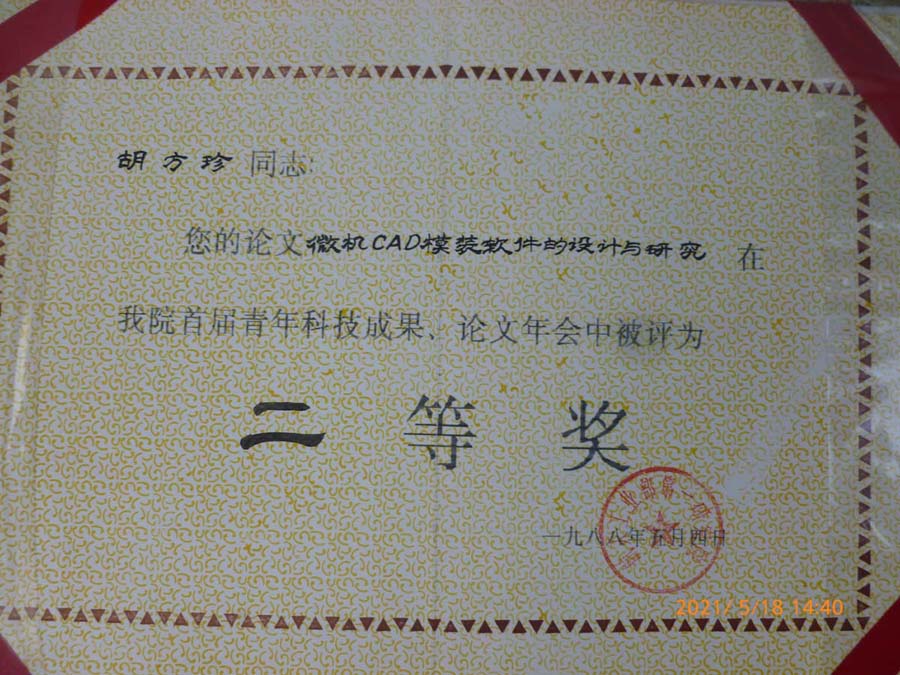 胡方珍 同志:
您的论文微机CAD模装软件的设计与研究 在
我院首届青年科技成果、论文年会中被评为
二等奖
一九八八年五月四日
2021/ 5/18 14:40